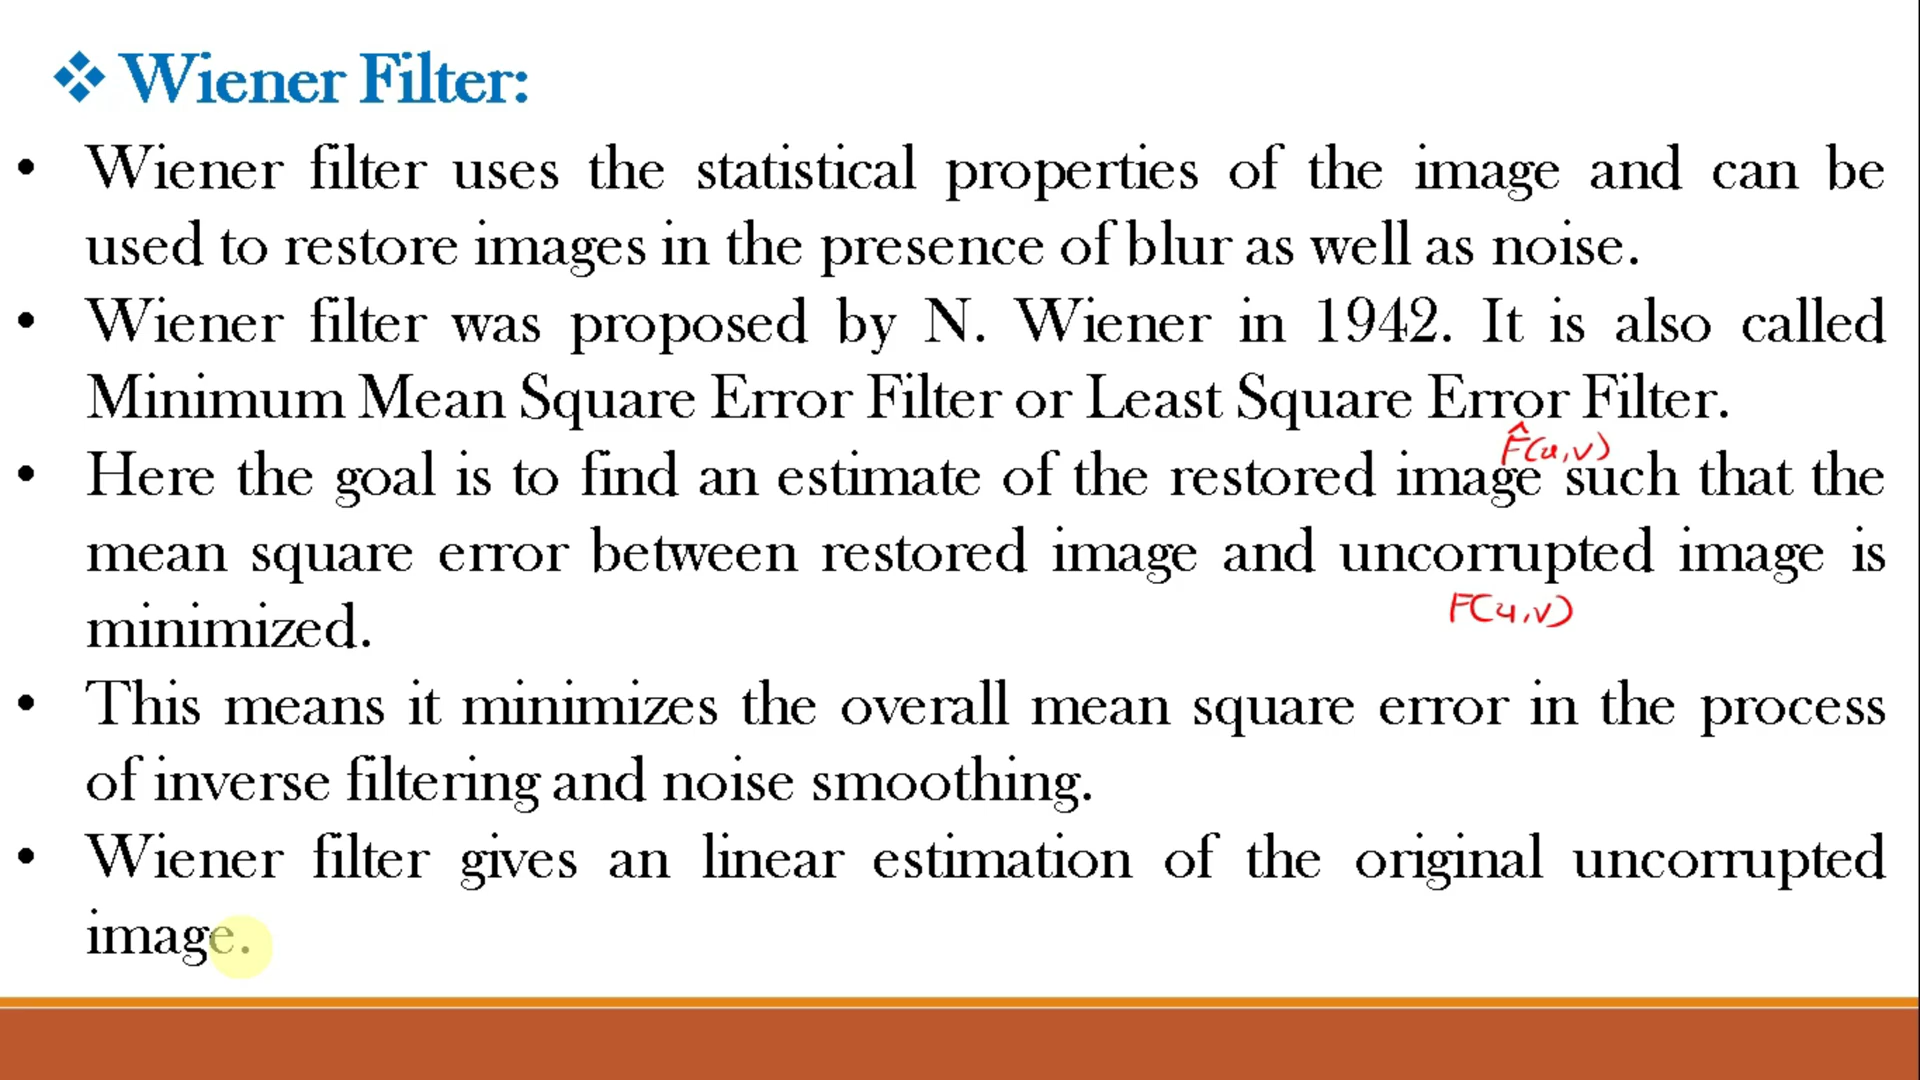 ❖ Wiener Filter:
• Wiener filter uses the statistical properties of the image and can be
used to restore images in the presence of blur as well as noise.
• Wiener filter was proposed by N. Wiener in 1942. It is also called
Minimum Mean Square Error Filter or Least Square Error Filter.
F̂(u,v)
• Here the goal is to find an estimate of the restored image such that the
mean square error between restored image and uncorrupted image is
F(u,v)
minimized.
• This means it minimizes the overall mean square error in the process
of inverse filtering and noise smoothing.
• Wiener filter gives an linear estimation of the original uncorrupted
image.